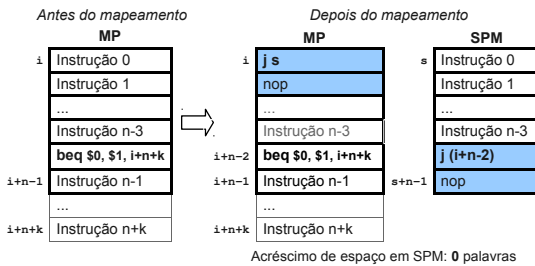 Antes do mapeamento
Depois do mapeamento
MP
MP
SPM
i Instrução 0
i j s
s Instrução 0
Instrução 1
nop
Instrução 1
...
...
...
Instrução n-3
Instrução n-3
Instrução n-3
beq $0, $1, i+n+k
i+n-2 beq $0, $1, i+n+k
j (i+n-2)
i+n-1 Instrução n-1
i+n-1 Instrução n-1
s+n-1 nop
...
...
i+n+k Instrução n+k
i+n+k Instrução n+k
Acréscimo de espaço em SPM: 0 palavras